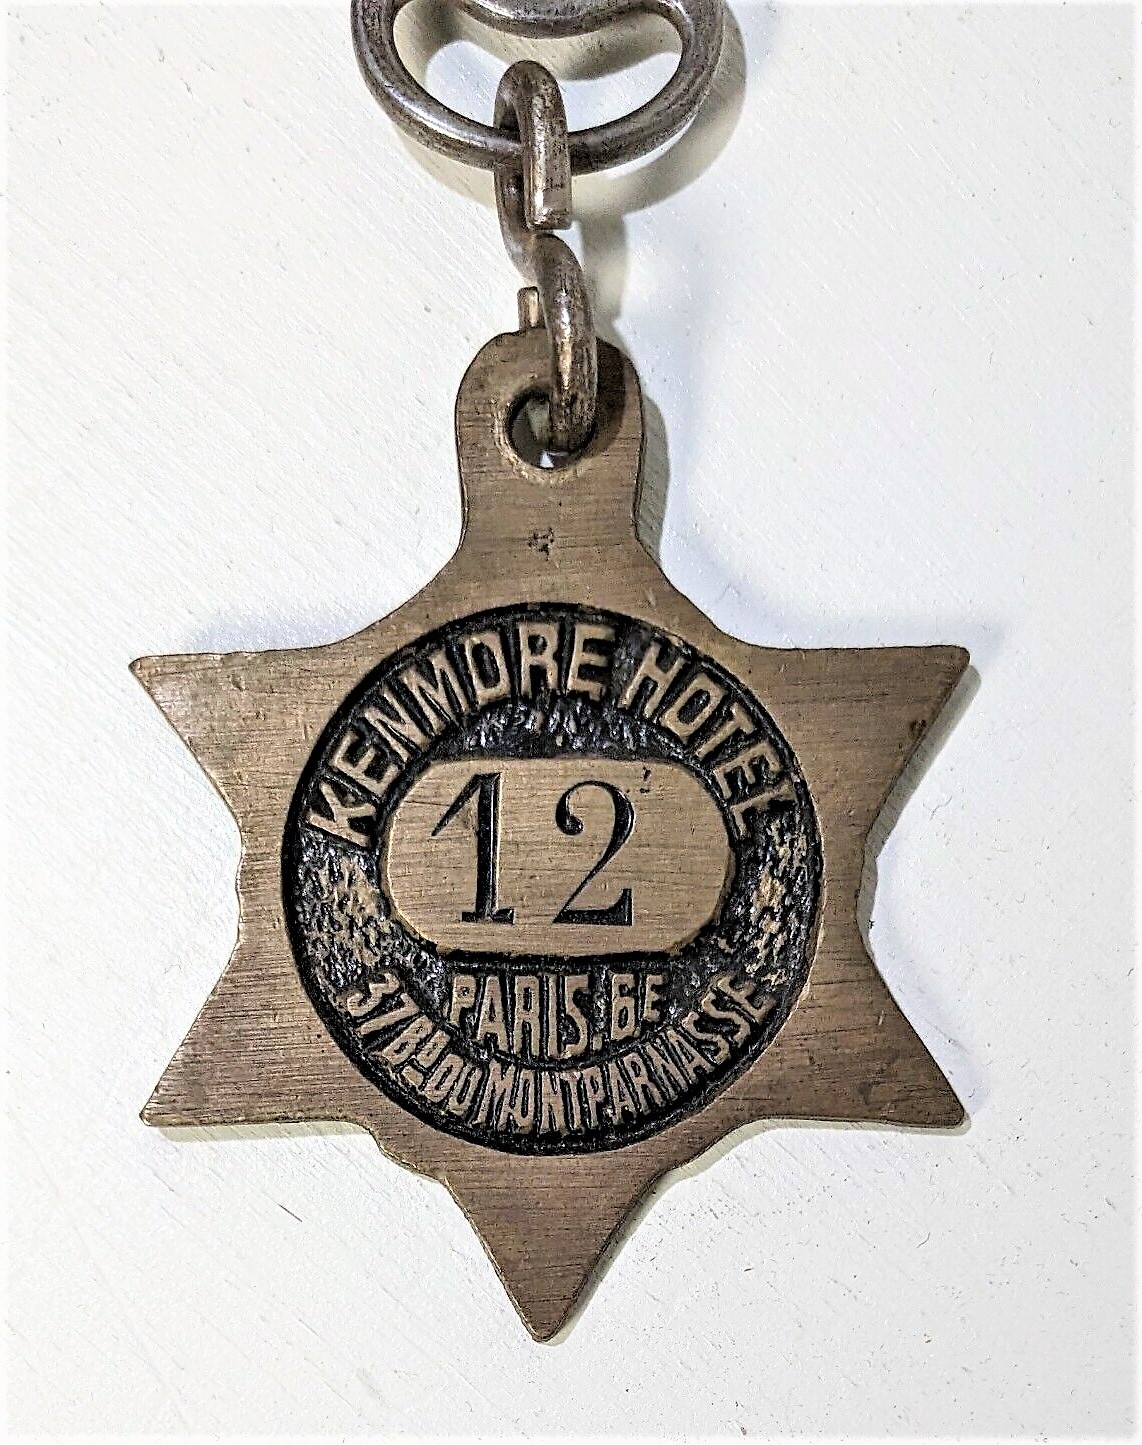 KENMORE HOTEL
12
PARIS.6E
37 Bd DU MONTPARNASSE